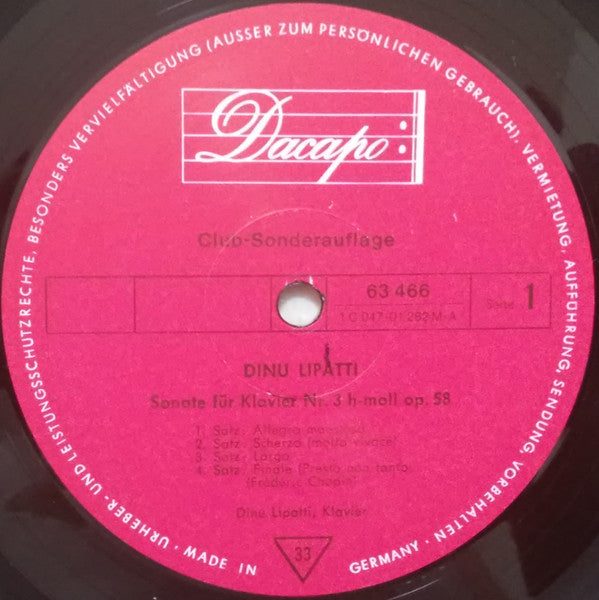 URHEBER- UND LEISTUNGSSCHUTZRECHTE, BESONDERS VERVIELFÄLTIGUNG (AUSSER ZUM PERSÖNLICHEN GEBRAUCH), VERMIETUNG, AUFFÜHRUNG, SENDUNG, VORBEHALTEN · MADE IN GERMANY ·
Dacapo
Club-Sonderauflage
63 466
1 C 047-01 282-M-A
Seite 1
DINU LIPATTI
Sonate für Klavier Nr. 3 h-moll op. 58
1. Satz: Allegro maestoso
2. Satz: Scherzo (molto vivace)
3. Satz: Largo
4. Satz: Finale (Presto non tanto)
(Frédéric Chopin)
Dinu Lipatti, Klavier
33